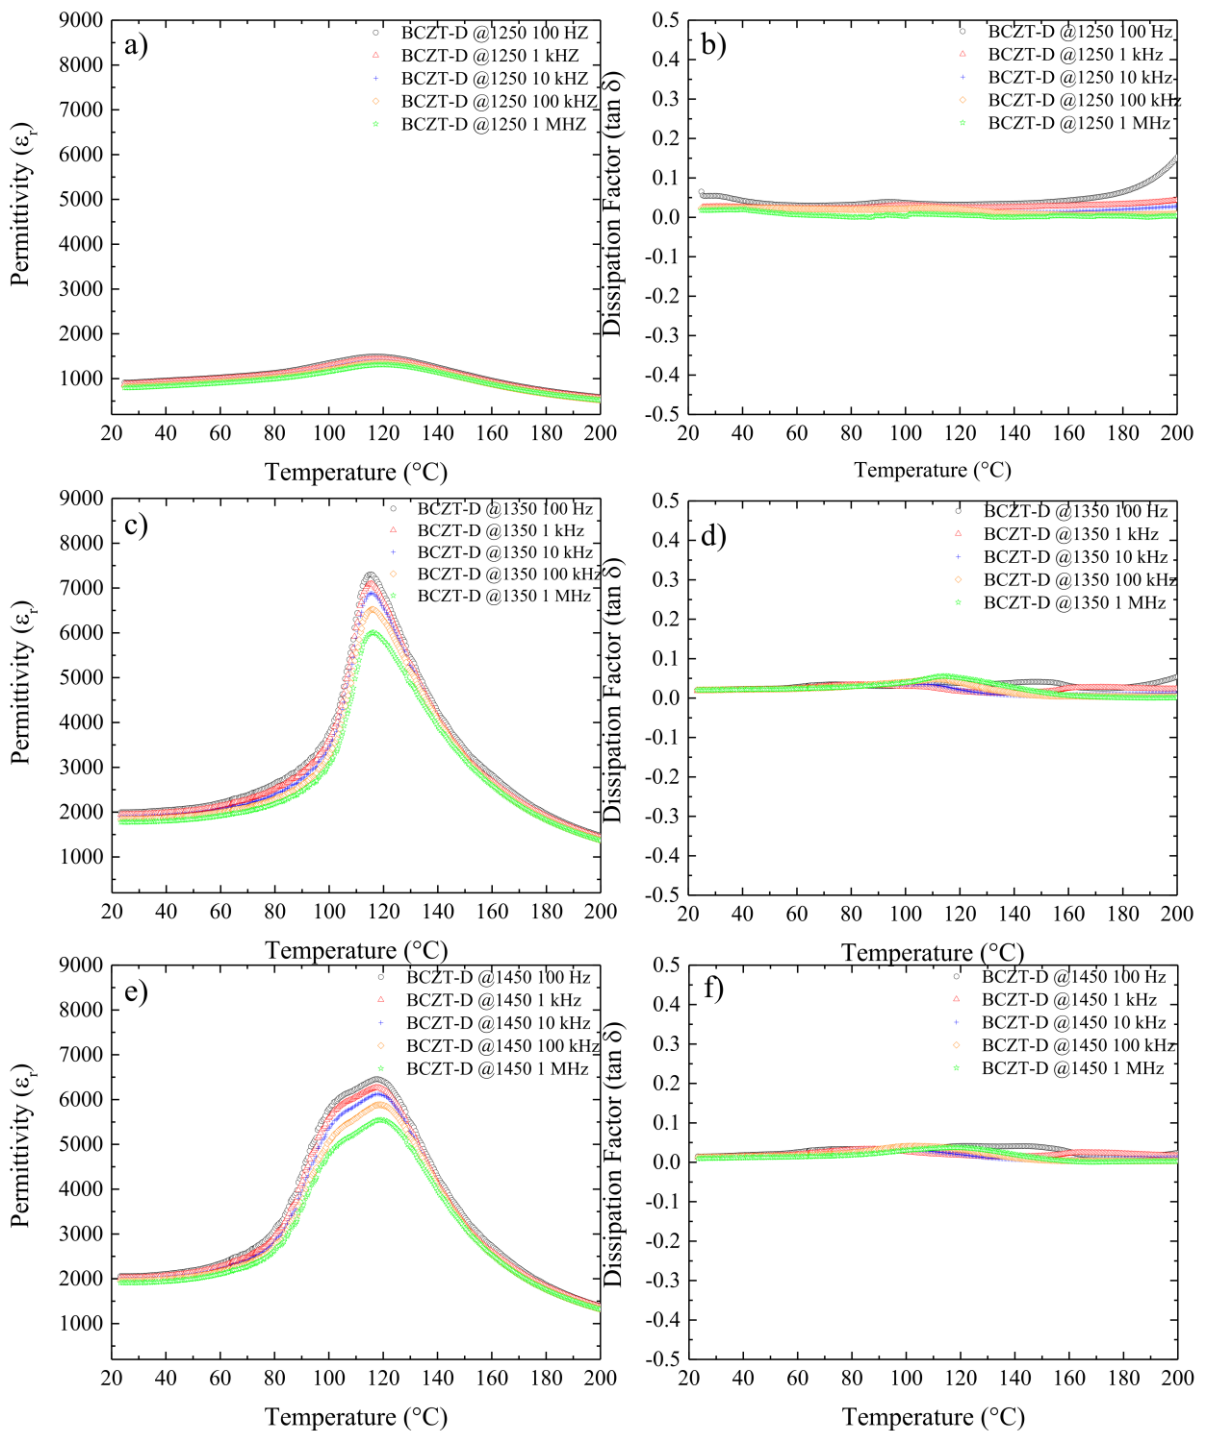 a)
BCZT-D @1250 100 HZ
BCZT-D @1250 1 kHZ
BCZT-D @1250 10 kHZ
BCZT-D @1250 100 kHZ
BCZT-D @1250 1 MHZ
Permittivity (εr)
9000
8000
7000
6000
5000
4000
3000
2000
1000
20 40 60 80 100 120 140 160 180 200
Temperature (°C)
b)
BCZT-D @1250 100 Hz
BCZT-D @1250 1 kHz
BCZT-D @1250 10 kHz
BCZT-D @1250 100 kHz
BCZT-D @1250 1 MHz
Dissipation Factor (tan δ)
0.5
0.4
0.3
0.2
0.1
0.0
-0.1
-0.2
-0.3
-0.4
-0.5
20 40 60 80 100 120 140 160 180 200
Temperature (°C)
c)
BCZT-D @1350 100 Hz
BCZT-D @1350 1 kHz
BCZT-D @1350 10 kHz
BCZT-D @1350 100 kHz
BCZT-D @1350 1 MHz
Permittivity (εr)
9000
8000
7000
6000
5000
4000
3000
2000
1000
20 40 60 80 100 120 140 160 180 200
Temperature (°C)
d)
BCZT-D @1350 100 Hz
BCZT-D @1350 1 kHz
BCZT-D @1350 10 kHz
BCZT-D @1350 100 kHz
BCZT-D @1350 1 MHz
Dissipation Factor (tan δ)
0.5
0.4
0.3
0.2
0.1
0.0
-0.1
-0.2
-0.3
-0.4
-0.5
20 40 60 80 100 120 140 160 180 200
Temperature (°C)
e)
BCZT-D @1450 100 Hz
BCZT-D @1450 1 kHz
BCZT-D @1450 10 kHz
BCZT-D @1450 100 kHz
BCZT-D @1450 1 MHz
Permittivity (εr)
9000
8000
7000
6000
5000
4000
3000
2000
1000
20 40 60 80 100 120 140 160 180 200
Temperature (°C)
f)
BCZT-D @1450 100 Hz
BCZT-D @1450 1 kHz
BCZT-D @1450 10 kHz
BCZT-D @1450 100 kHz
BCZT-D @1450 1 MHz
Dissipation Factor (tan δ)
0.5
0.4
0.3
0.2
0.1
0.0
-0.1
-0.2
-0.3
-0.4
-0.5
20 40 60 80 100 120 140 160 180 200
Temperature (°C)